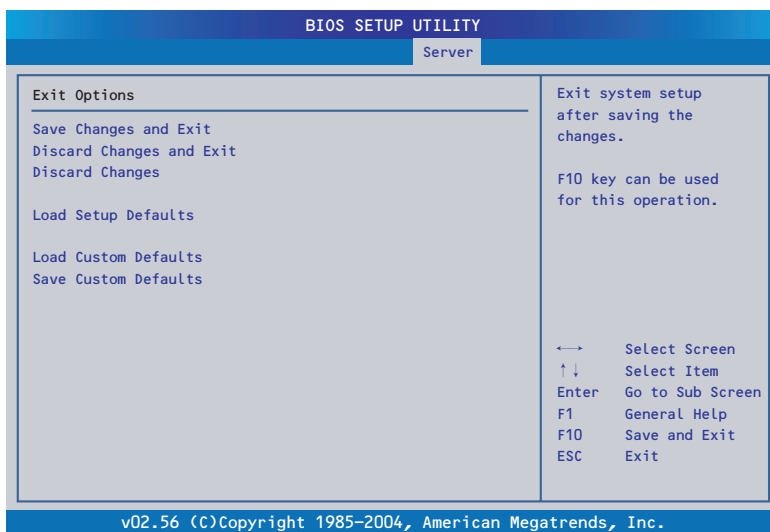 BIOS SETUP UTILITY
Server
Exit Options
Save Changes and Exit
Discard Changes and Exit
Discard Changes
Load Setup Defaults
Load Custom Defaults
Save Custom Defaults
Exit system setup
after saving the
changes.
F10 key can be used
for this operation.
←→ Select Screen
↑↓ Select Item
Enter Go to Sub Screen
F1 General Help
F10 Save and Exit
ESC Exit
v02.56 (C)Copyright 1985-2004, American Megatrends, Inc.